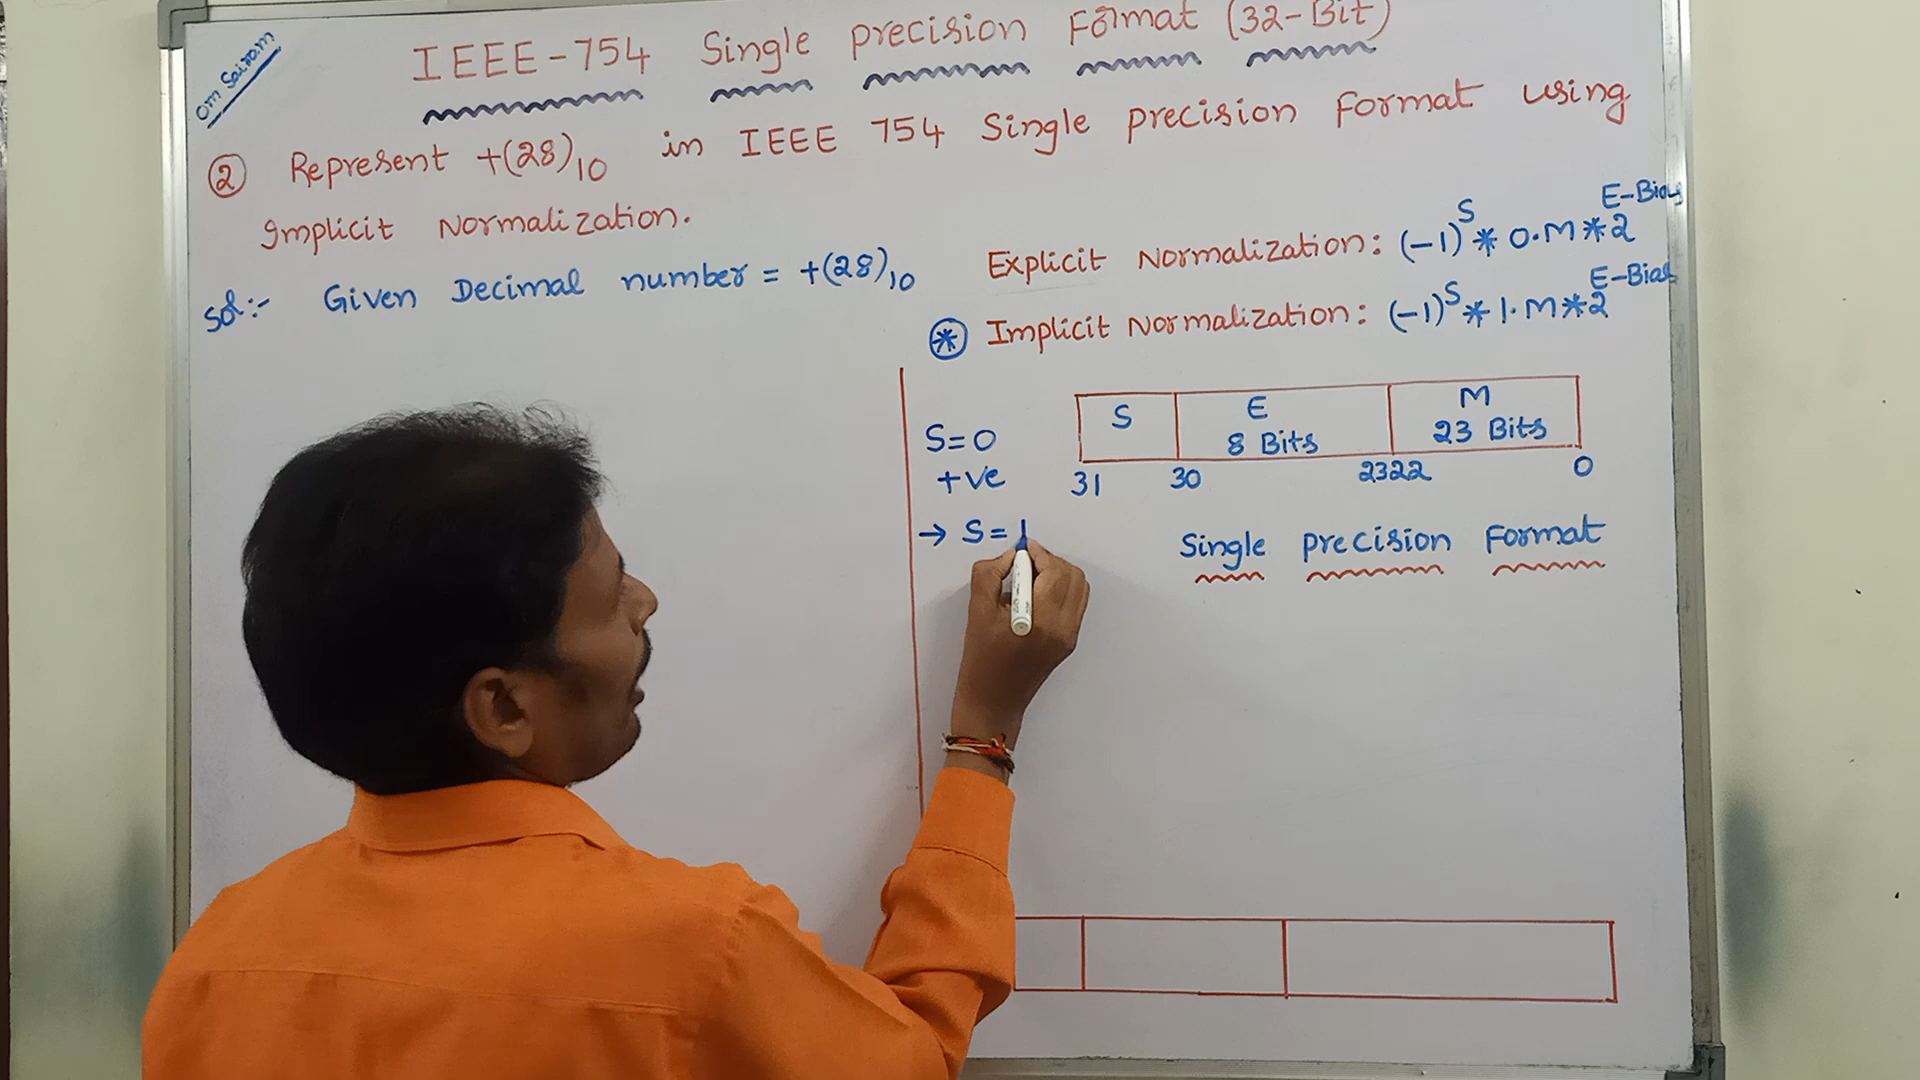 Om Sairam
IEEE-754 Single precision Format (32-Bit)
② Represent +(28)₁₀ in IEEE 754 Single precision Format using
Implicit Normalization.
Sol:- Given Decimal number = +(28)₁₀
Explicit Normalization: (-1)^S * 0.M * 2^E-Bias
⊛ Implicit Normalization: (-1)^S * 1.M * 2^E-Bias
S=0
+ve
→ S=1
S E M
8 Bits 23 Bits
31 30 23 22 0
Single precision Format